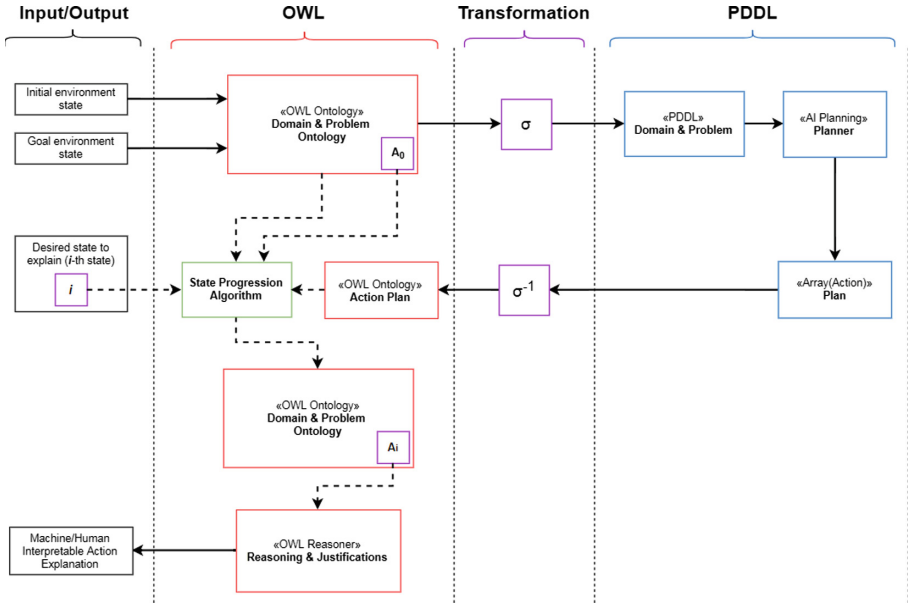 Input/Output
OWL
Transformation
PDDL
Initial environment
state
Goal environment
state
«OWL Ontology»
Domain & Problem
Ontology
A0
σ
«PDDL»
Domain & Problem
«AI Planning»
Planner
Desired state to
explain (i-th state)
i
State Progression
Algorithm
«OWL Ontology»
Action Plan
σ-1
«Array(Action)»
Plan
«OWL Ontology»
Domain & Problem
Ontology
Ai
«OWL Reasoner»
Reasoning & Justifications
Machine/Human
Interpretable Action
Explanation